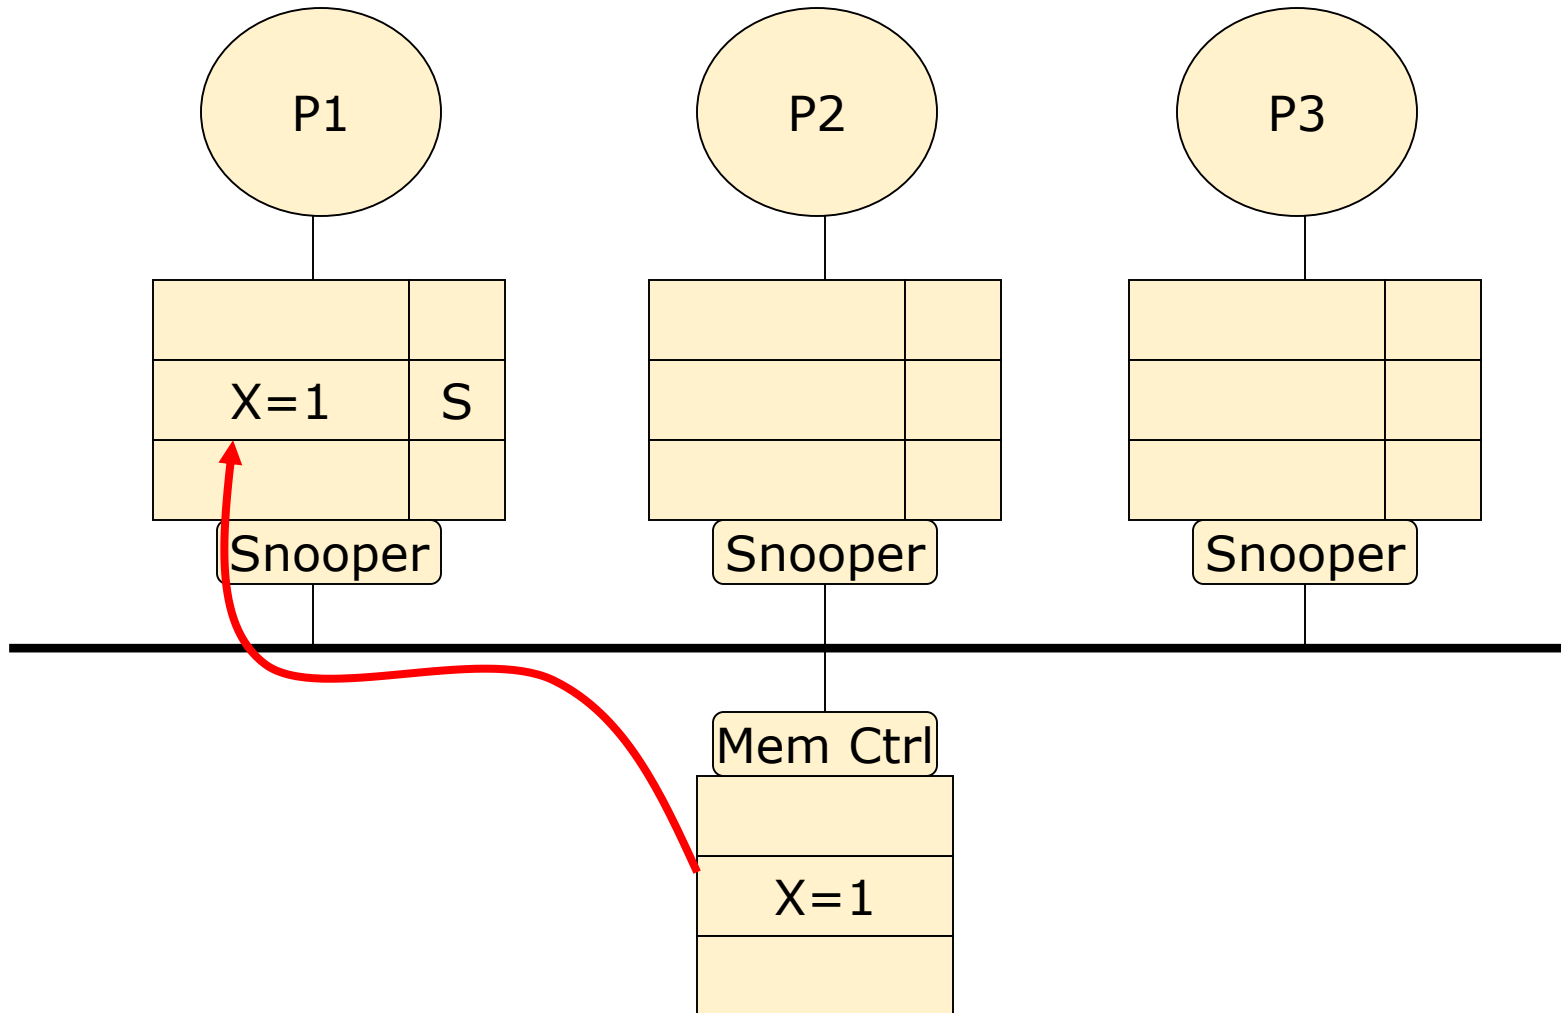 P1
P2
P3
X=1
S
Snooper
Snooper
Snooper
Mem Ctrl
X=1